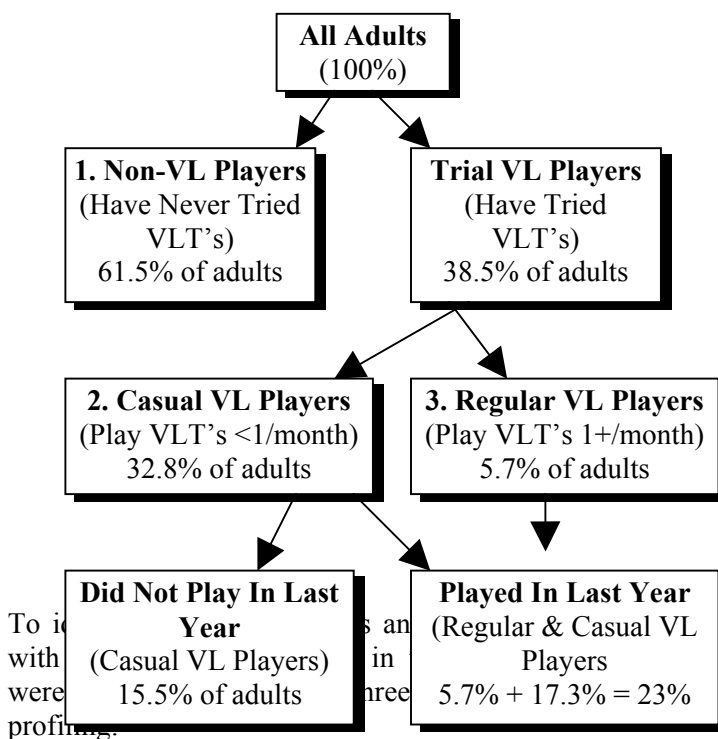 All Adults
(100%)
1. Non-VL Players
(Have Never Tried
VLT's)
61.5% of adults
Trial VL Players
(Have Tried
VLT's)
38.5% of adults
2. Casual VL Players
(Play VLT's <1/month)
32.8% of adults
3. Regular VL Players
(Play VLT's 1+/month)
5.7% of adults
Did Not Play In Last
Year
(Casual VL Players)
15.5% of adults
Played In Last Year
(Regular & Casual VL
Players
5.7% + 17.3% = 23%
To
with in
were
profiling.